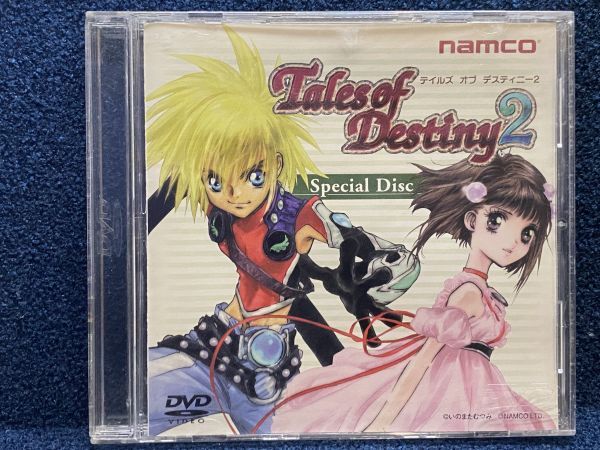 namco
テイルズ オブ デスティニー2
Tales of
Destiny 2
Special Disc
DVD
VIDEO
©いのまたむつみ ©NAMCO LTD.